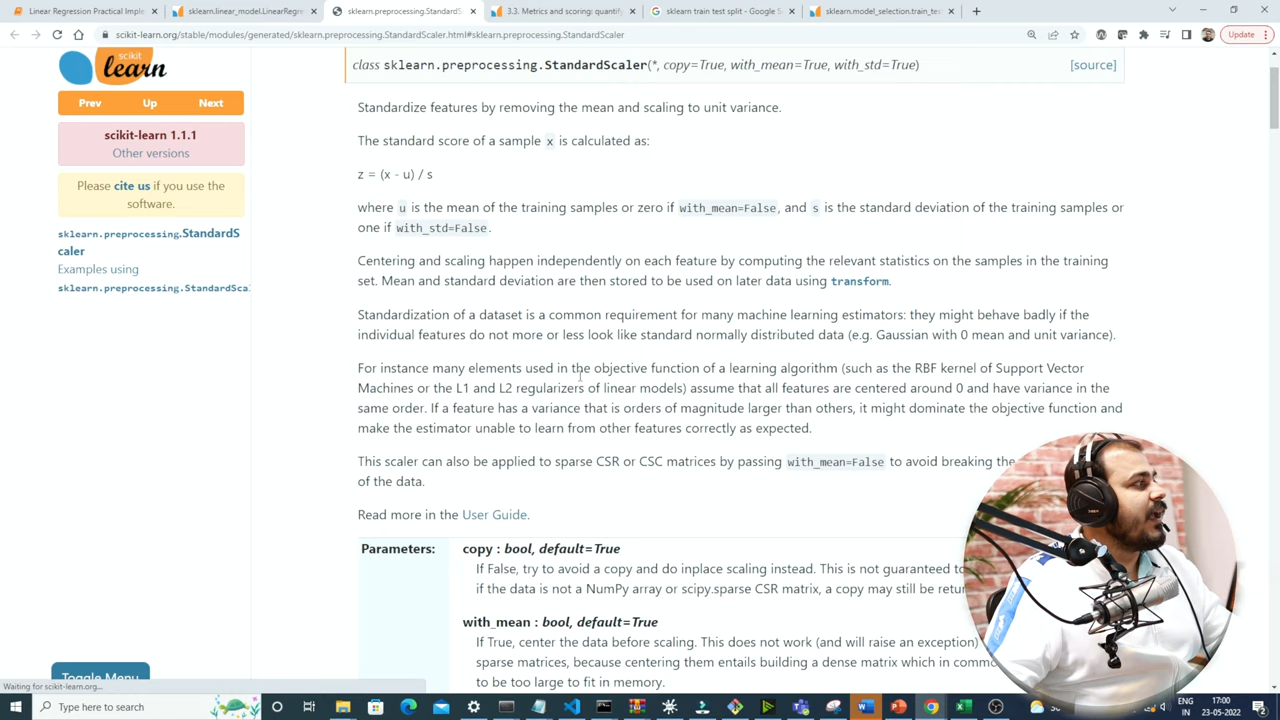 Linear Regression Practical Imple
sklearn.linear_model.LinearRegre
sklearn.preprocessing.StandardS
3.3. Metrics and scoring: quantify
sklearn train test split - Google S
sklearn.model_selection.train_tes
scikit-learn.org/stable/modules/generated/sklearn.preprocessing.StandardScaler.html#sklearn.preprocessing.StandardScaler
Update
scikit
learn
Prev Up Next
scikit-learn 1.1.1
Other versions
Please cite us if you use the
software.
sklearn.preprocessing.StandardS
caler
Examples using
sklearn.preprocessing.StandardSca
Toggle Menu
class sklearn.preprocessing.StandardScaler(*, copy=True, with_mean=True, with_std=True) [source]
Standardize features by removing the mean and scaling to unit variance.
The standard score of a sample x is calculated as:
z = (x - u) / s
where u is the mean of the training samples or zero if with_mean=False, and s is the standard deviation of the training samples or
one if with_std=False.
Centering and scaling happen independently on each feature by computing the relevant statistics on the samples in the training
set. Mean and standard deviation are then stored to be used on later data using transform.
Standardization of a dataset is a common requirement for many machine learning estimators: they might behave badly if the
individual features do not more or less look like standard normally distributed data (e.g. Gaussian with 0 mean and unit variance).
For instance many elements used in the objective function of a learning algorithm (such as the RBF kernel of Support Vector
Machines or the L1 and L2 regularizers of linear models) assume that all features are centered around 0 and have variance in the
same order. If a feature has a variance that is orders of magnitude larger than others, it might dominate the objective function and
make the estimator unable to learn from other features correctly as expected.
This scaler can also be applied to sparse CSR or CSC matrices by passing with_mean=False to avoid breaking the
of the data.
Read more in the User Guide.
Parameters:
copy : bool, default=True
If False, try to avoid a copy and do inplace scaling instead. This is not guaranteed to
if the data is not a NumPy array or scipy.sparse CSR matrix, a copy may still be retur
with_mean : bool, default=True
If True, center the data before scaling. This does not work (and will raise an exception)
sparse matrices, because centering them entails building a dense matrix which in comm
to be too large to fit in memory.
Waiting for scikit-learn.org...
Type here to search
ENG
IN
17:00
23-05-2022
2